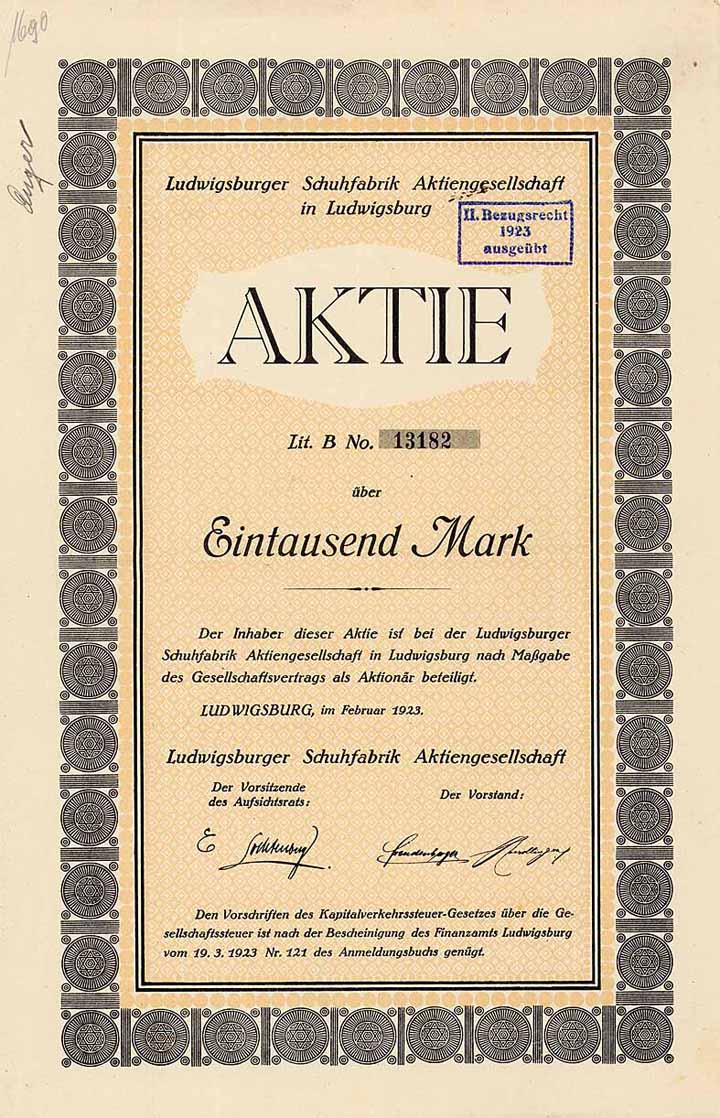 1690
Ludwigsburger Schuhfabrik Aktiengesellschaft
in Ludwigsburg
II. Bezugsrecht
1923
ausgeübt
AKTIE
Lit. B No. 13182
über
Eintausend Mark
Der Inhaber dieser Aktie ist bei der Ludwigsburger
Schuhfabrik Aktiengesellschaft in Ludwigsburg nach Maßgabe
des Gesellschaftsvertrags als Aktionär beteiligt.
LUDWIGSBURG, im Februar 1923.
Ludwigsburger Schuhfabrik Aktiengesellschaft
Der Vorsitzende
des Aufsichtsrats:
Der Vorstand:
Den Vorschriften des Kapitalverkehrssteuer-Gesetzes über die Ge-
sellschaftssteuer ist nach der Bescheinigung des Finanzamts Ludwigsburg
vom 19. 3. 1923 Nr. 121 des Anmeldungsbuchs genügt.